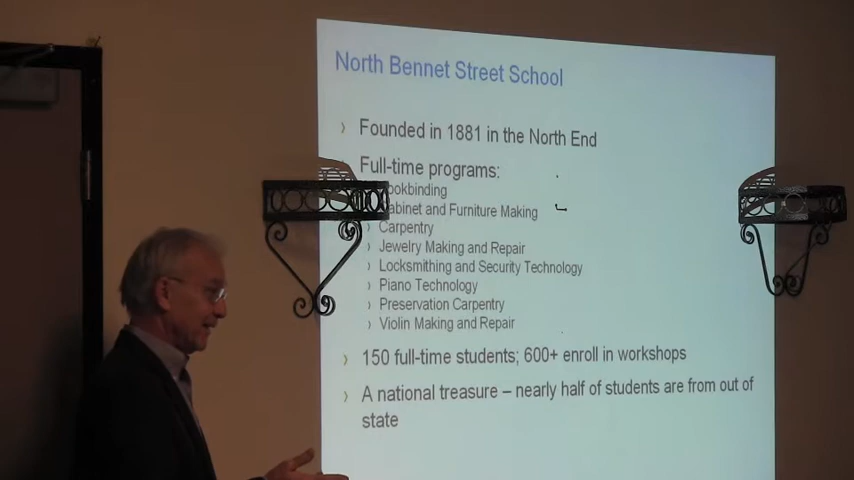 North Bennet Street School
Founded in 1881 in the North End
Full-time programs:
ookbinding
abinet and Furniture Making
Carpentry
Jewelry Making and Repair
Locksmithing and Security Technology
Piano Technology
Preservation Carpentry
Violin Making and Repair
150 full-time students; 600+ enroll in workshops
A national treasure – nearly half of students are from out of
state